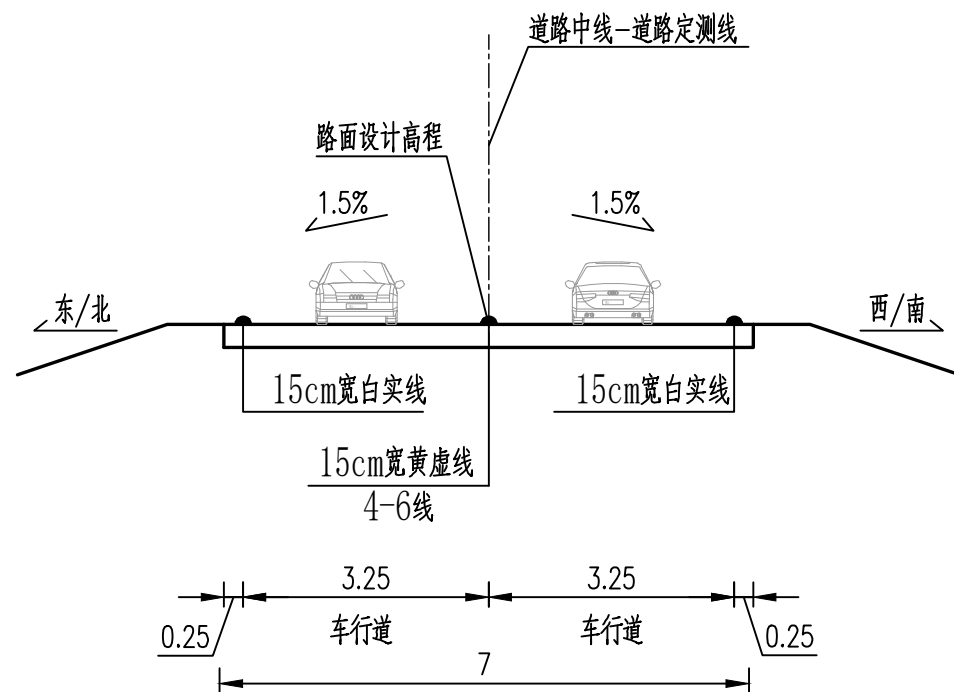 道路中线-道路定测线
路面设计高程
1.5%
1.5%
东/北
西/南
15cm宽白实线
15cm宽白实线
15cm宽黄虚线
4-6线
3.25
3.25
0.25
车行道
车行道
0.25
7